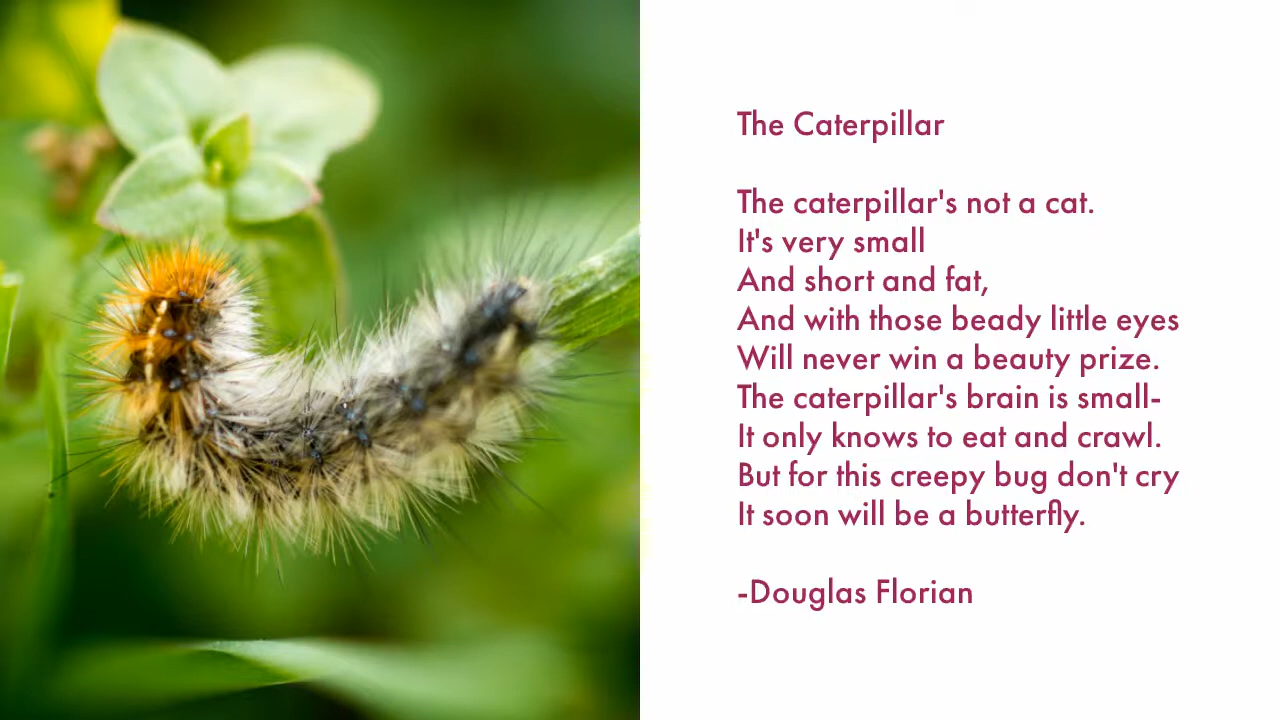 The Caterpillar
The caterpillar's not a cat.
It's very small
And short and fat,
And with those beady little eyes
Will never win a beauty prize.
The caterpillar's brain is small-
It only knows to eat and crawl.
But for this creepy bug don't cry
It soon will be a butterfly.
-Douglas Florian